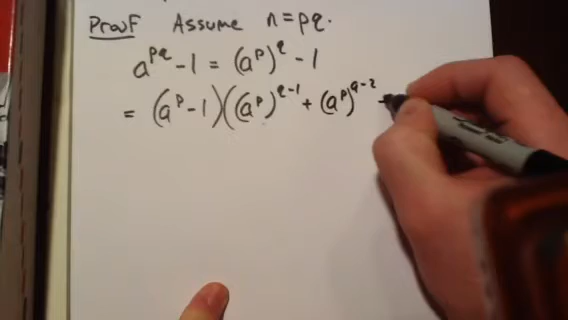 Proof Assume n=pq.
a^{pq} - 1 = (a^p)^q - 1
= (a^p - 1)((a^p)^{q-1} + (a^p)^{q-2} -